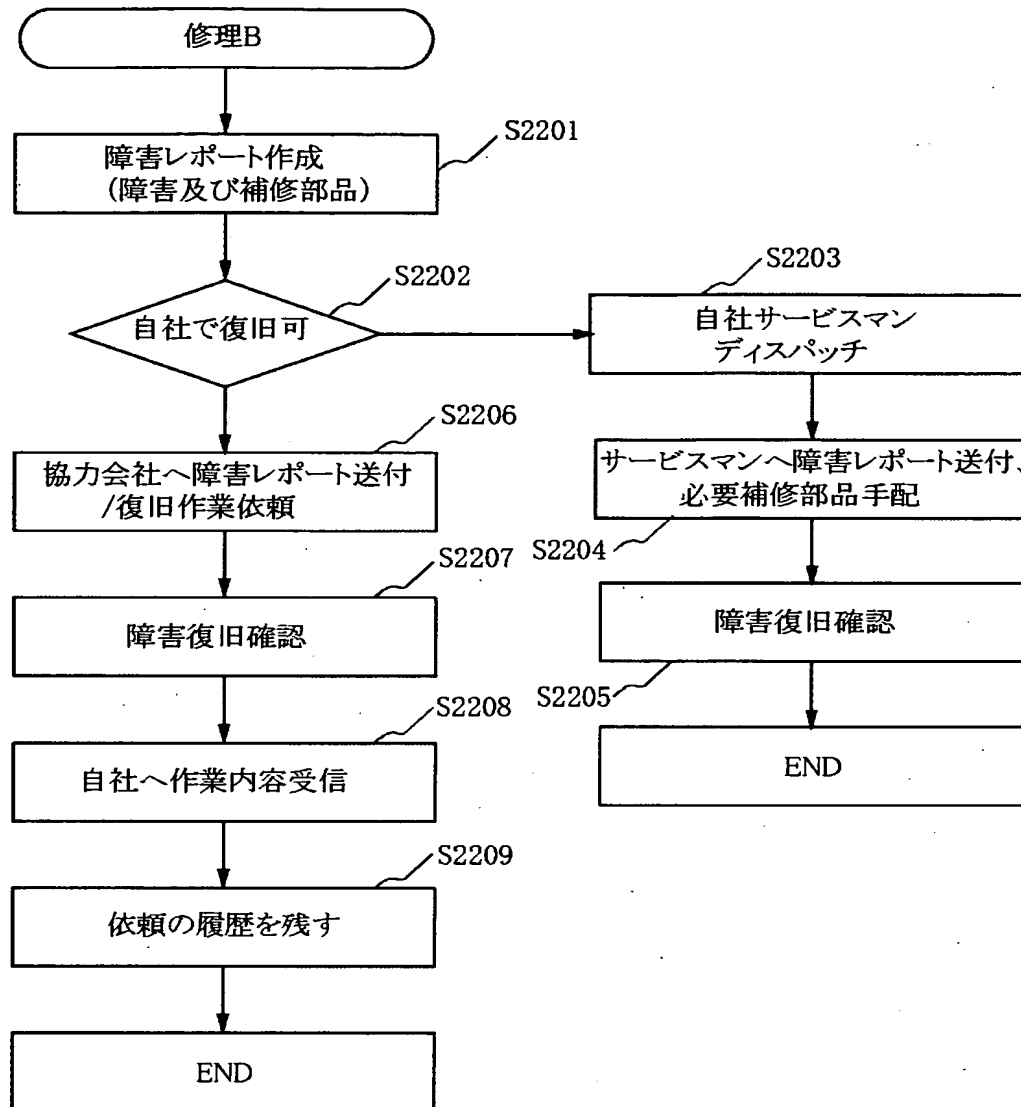 修理B
S2201
障害レポート作成
(障害及び補修部品)
S2202
自社で復旧可
S2203
自社サービスマン
ディスパッチ
サービスマンへ障害レポート送付、
必要補修部品手配
S2204
障害復旧確認
S2205
END
S2206
協力会社へ障害レポート送付
/復旧作業依頼
S2207
障害復旧確認
S2208
自社へ作業内容受信
S2209
依頼の履歴を残す
END